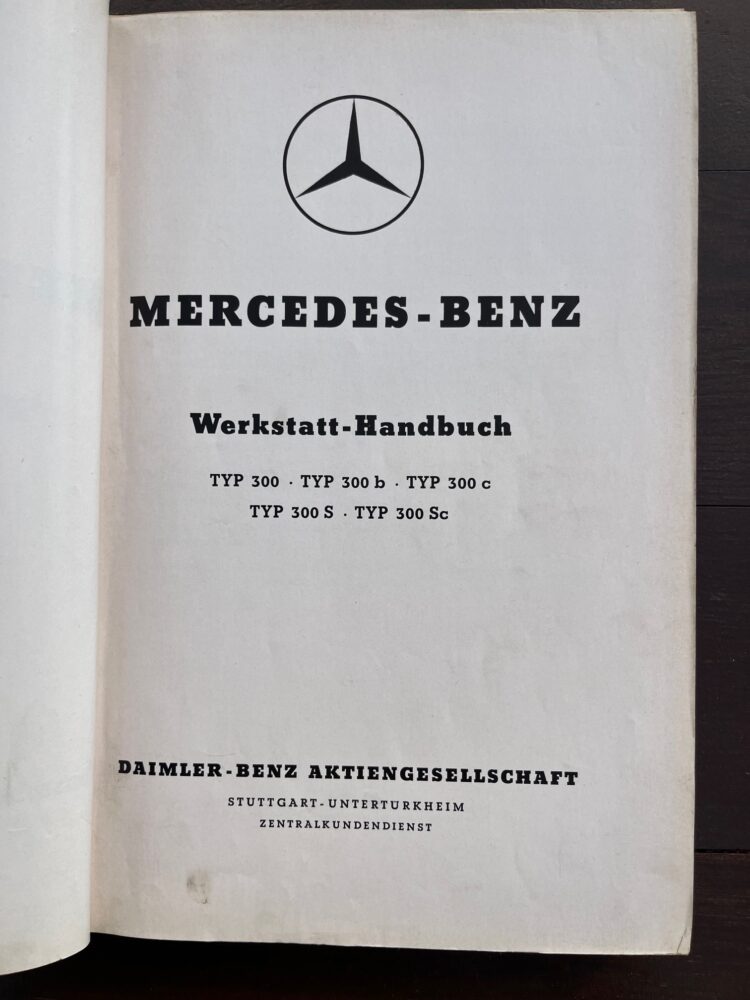 MERCEDES-BENZ
Werkstatt-Handbuch
TYP 300 · TYP 300 b · TYP 300 c
TYP 300 S · TYP 300 Sc
DAIMLER-BENZ AKTIENGESELLSCHAFT
STUTTGART-UNTERTURKHEIM
ZENTRALKUNDENDIENST